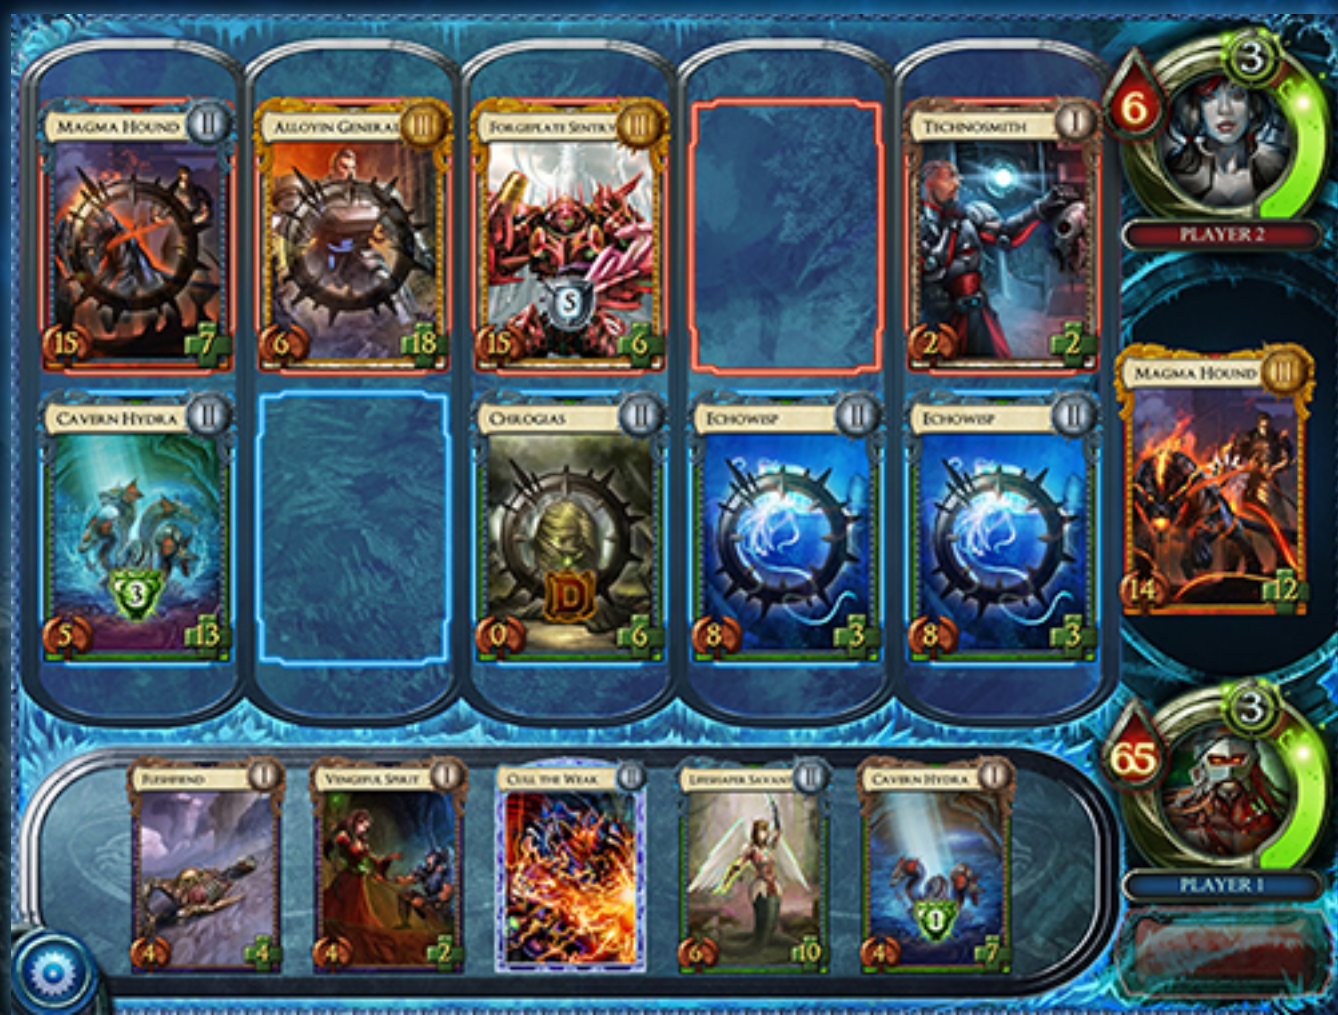 MAGMA HOUND II
ALLOYIN GENERAL III
FORGEPLATE SENTRY III
TECHNOSMITH I
3
6
PLAYER 2
S
15 7
6 18
15 6
2 2
CAVERN HYDRA II
CHROGIAS II
ECHOWISP II
ECHOWISP II
MAGMA HOUND III
14 12
3
D
5 13
0 6
8 3
8 3
3
65
PLAYER 1
FLESHFIEND I
VENGEFUL SPIRIT I
CULL THE WEAK II
LIFESHAPER SAVANT II
CAVERN HYDRA I
1
4 4
4 2
6 10
4 7